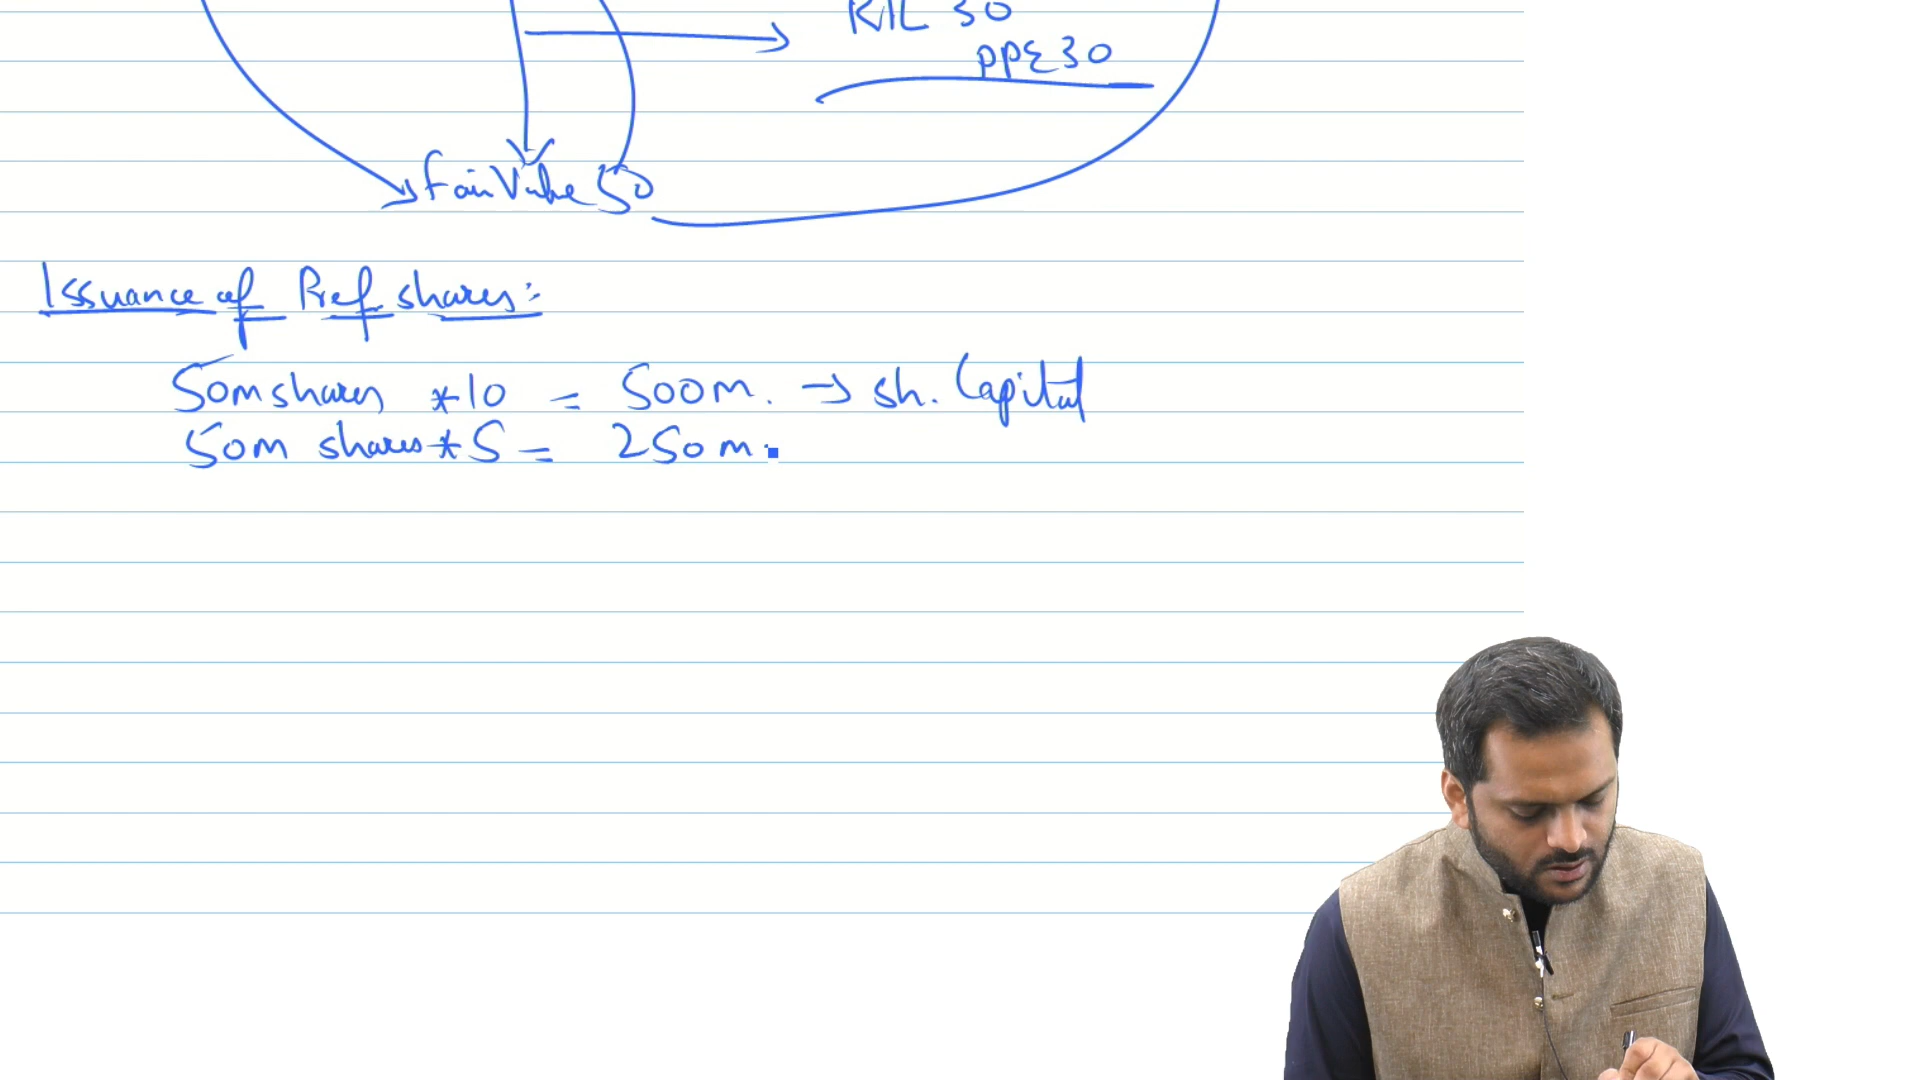 30
PPE 30
Fair Value 50
Issuance of Pref shares:
50m shares *10 = 500m. → sh. Capital
50m shares * 5 = 250m.